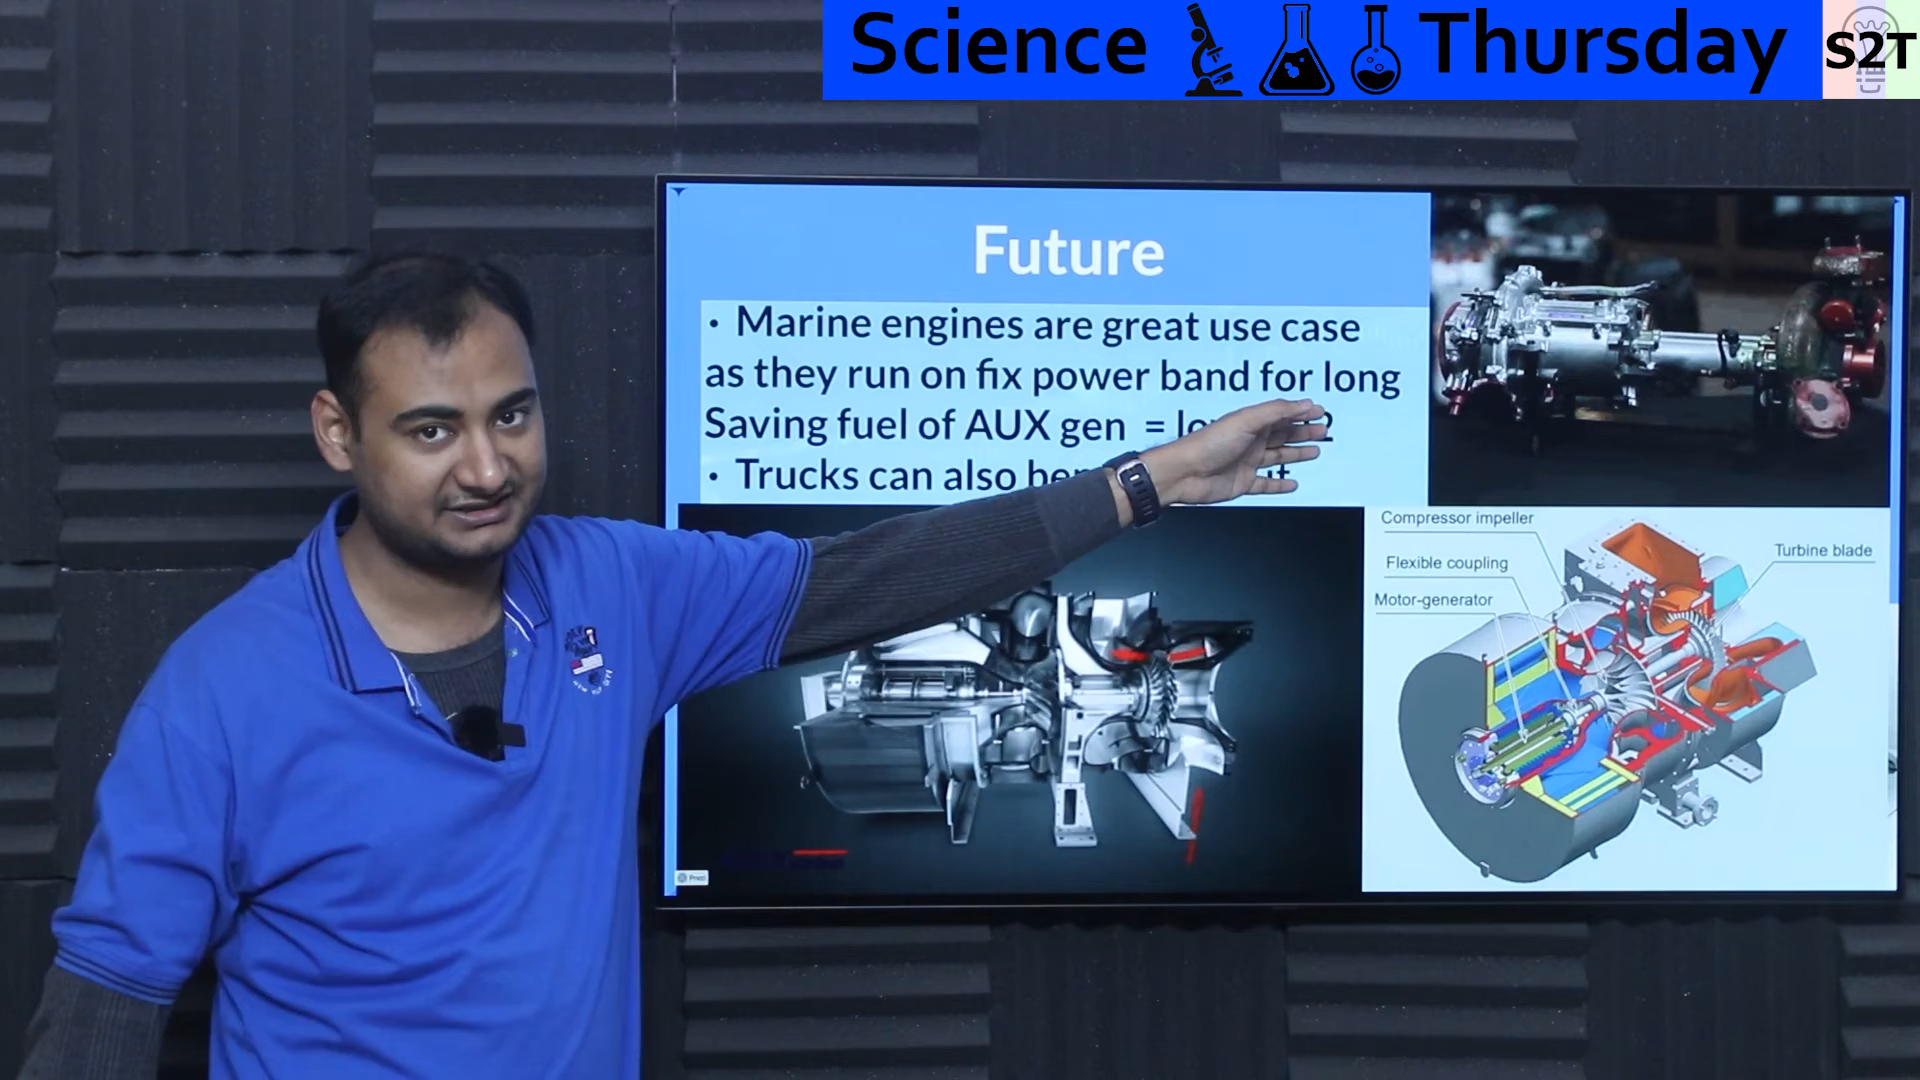 Science Thursday
S2T
Future
• Marine engines are great use case
as they run on fix power band for long
Saving fuel of AUX gen =
• Trucks can also
Compressor impeller
Flexible coupling
Motor-generator
Turbine blade
Prezi